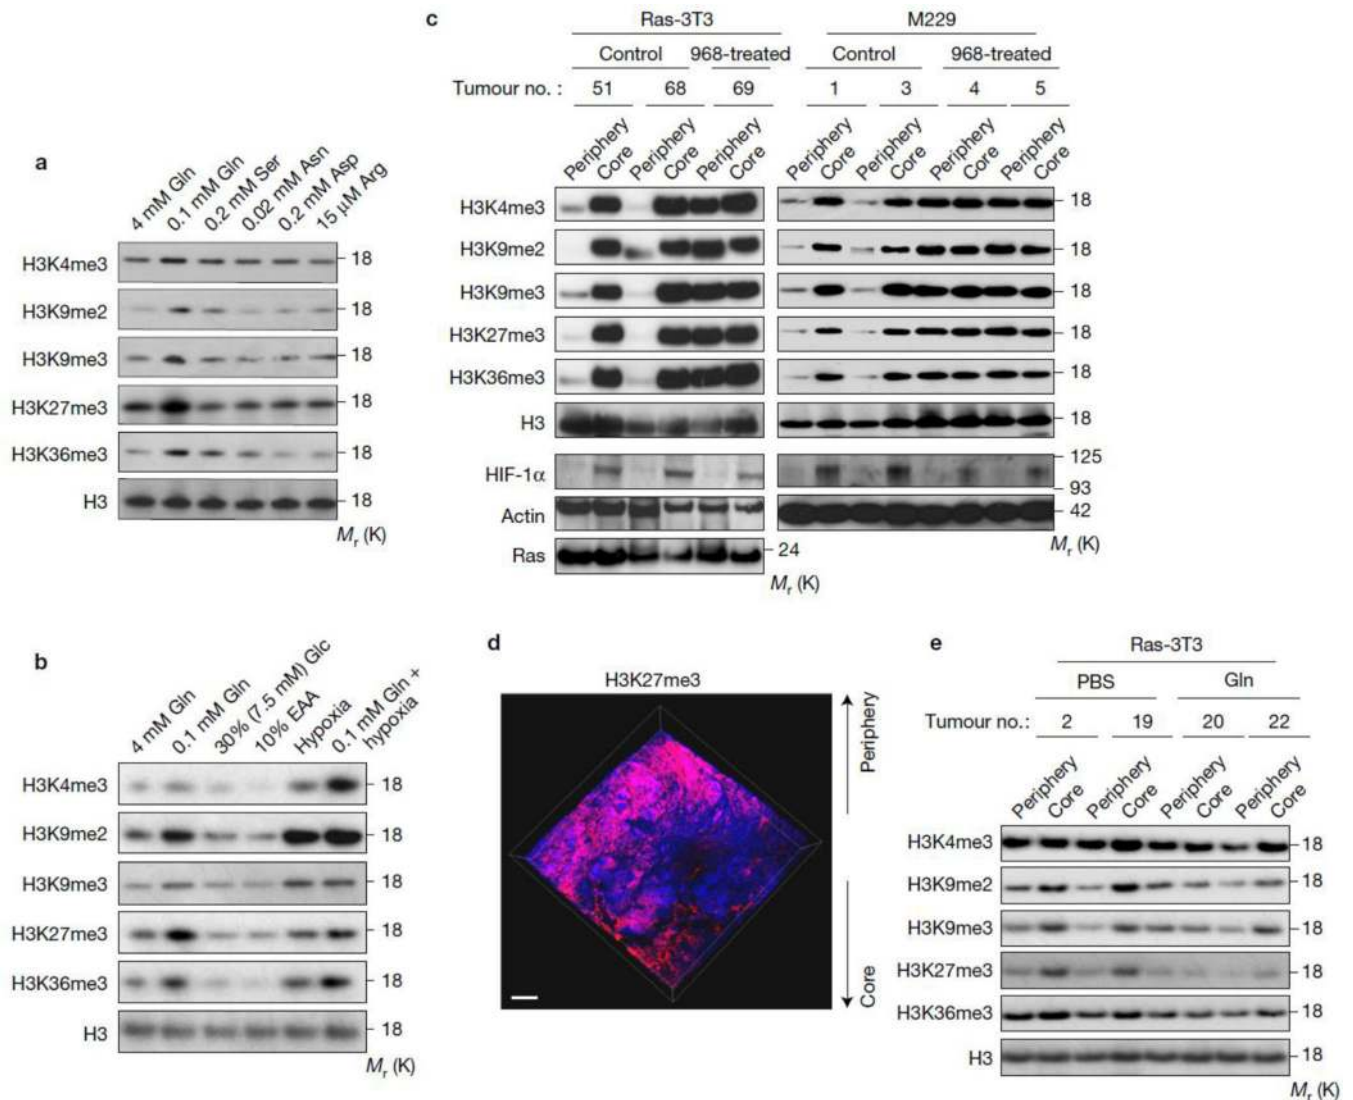 a
4 mM Gln
0.1 mM Gln
0.2 mM Ser
0.02 mM Asn
0.2 mM Asp
15 μM Arg
H3K4me3
18
H3K9me2
18
H3K9me3
18
H3K27me3
18
H3K36me3
18
H3
18
Mr (K)
b
4 mM Gln
0.1 mM Gln
30% (7.5 mM) Glc
10% EAA
Hypoxia
0.1 mM Gln +
hypoxia
H3K4me3
18
H3K9me2
18
H3K9me3
18
H3K27me3
18
H3K36me3
18
H3
18
Mr (K)
c
Ras-3T3 M229
Control 968-treated Control 968-treated
Tumour no. : 51 68 69 1 3 4 5
Periphery Core Periphery Core Periphery Core Periphery Core Periphery Core Periphery Core Periphery Core
H3K4me3 18
H3K9me2 18
H3K9me3 18
H3K27me3 18
H3K36me3 18
H3 18
HIF-1α 125
93
Actin 42
Mr (K)
Ras 24
Mr (K)
d
H3K27me3
Periphery
Core
e
Ras-3T3
PBS Gln
Tumour no.: 2 19 20 22
Periphery Core Periphery Core Periphery Core Periphery Core
H3K4me3 18
H3K9me2 18
H3K9me3 18
H3K27me3 18
H3K36me3 18
H3 18
Mr (K)